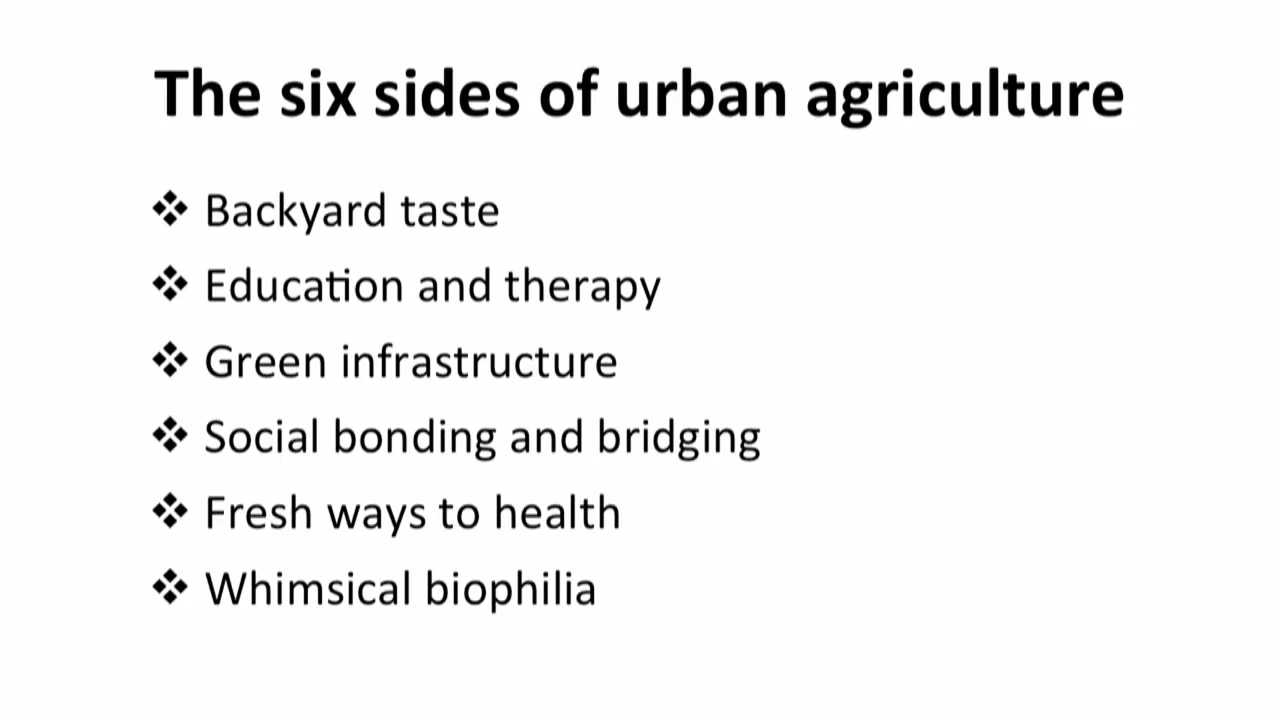 The six sides of urban agriculture
❖ Backyard taste
❖ Education and therapy
❖ Green infrastructure
❖ Social bonding and bridging
❖ Fresh ways to health
❖ Whimsical biophilia